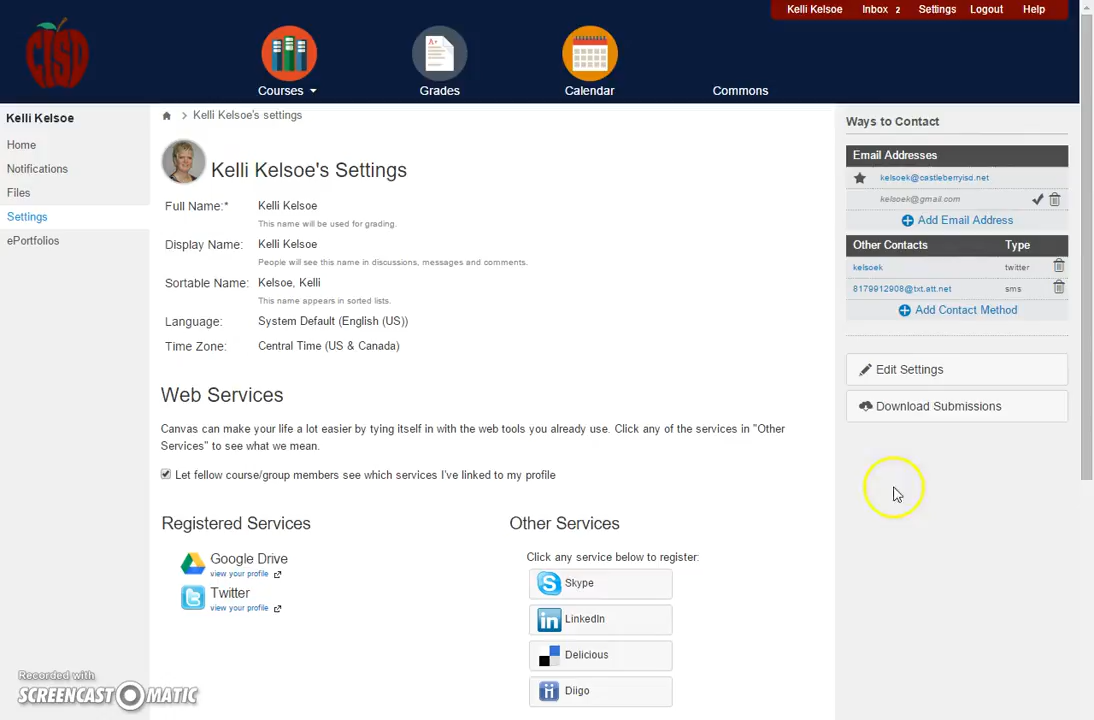 Kelli Kelsoe Inbox 2 Settings Logout Help
CISD
Courses Grades Calendar Commons
Kelli Kelsoe
Home
Notifications
Files
Settings
ePortfolios
Kelli Kelsoe's settings
Kelli Kelsoe's Settings
Full Name:* Kelli Kelsoe
This name will be used for grading.
Display Name: Kelli Kelsoe
People will see this name in discussions, messages and comments.
Sortable Name: Kelsoe, Kelli
This name appears in sorted lists.
Language: System Default (English (US))
Time Zone: Central Time (US & Canada)
Web Services
Canvas can make your life a lot easier by tying itself in with the web tools you already use. Click any of the services in "Other
Services" to see what we mean.
Let fellow course/group members see which services I've linked to my profile
Registered Services
Google Drive
view your profile
Twitter
view your profile
Other Services
Click any service below to register:
Skype
LinkedIn
Delicious
Diigo
Ways to Contact
Email Addresses
kelsoek@castleberryisd.net
kelsoek@gmail.com
Add Email Address
Other Contacts Type
kelsoek twitter
8179912908@txt.att.net sms
Add Contact Method
Edit Settings
Download Submissions
Recorded with
SCREENCAST-O-MATIC